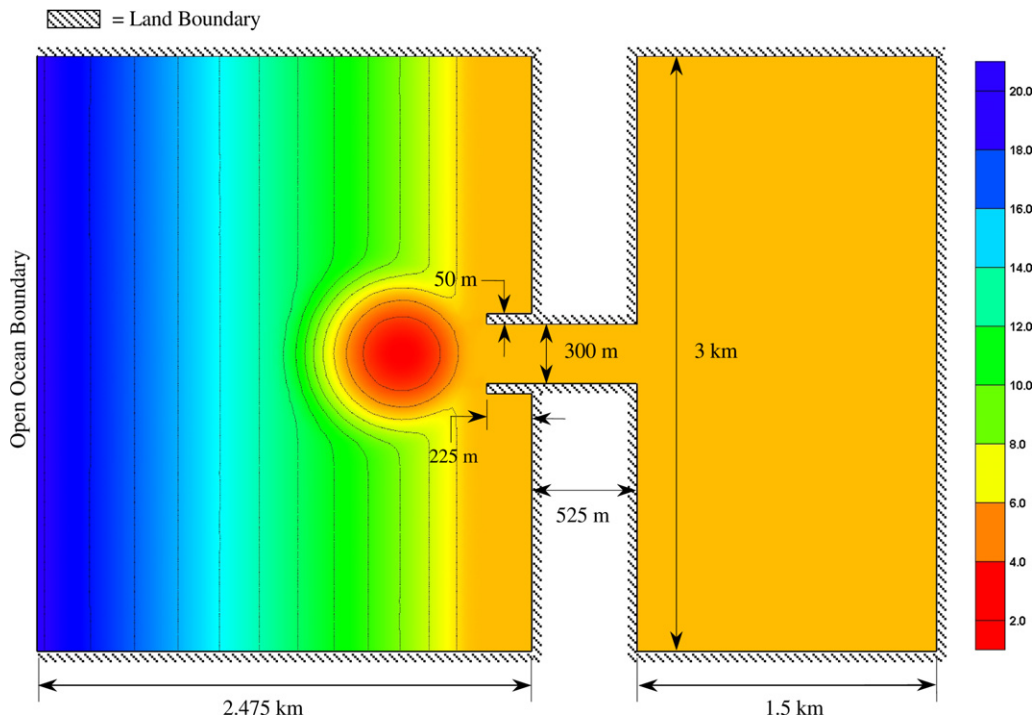 = Land Boundary
Open Ocean Boundary
50 m
300 m
3 km
225 m
525 m
2.475 km
1.5 km
20.0
18.0
16.0
14.0
12.0
10.0
8.0
6.0
4.0
2.0